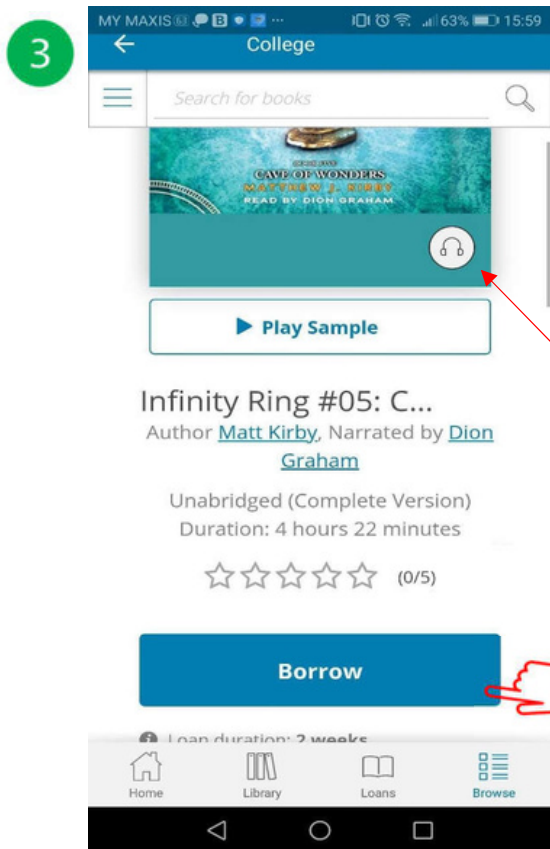 3
MY MAXIS 63% 15:59
College
Search for books
CAVE OF WONDERS
MATTHEW J. KIRBY
READ BY DION GRAHAM
Play Sample
Infinity Ring #05: C...
Author Matt Kirby, Narrated by Dion
Graham
Unabridged (Complete Version)
Duration: 4 hours 22 minutes
(0/5)
Borrow
Loan duration: 2 weeks
Home Library Loans Browse